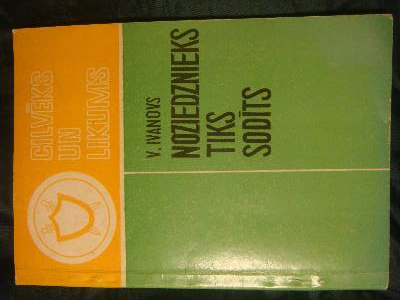 CILVĒKS
UN
LIKUMS
V. IVANOVS
NOZIEDZNIEKS
TIKS
SODĪTS